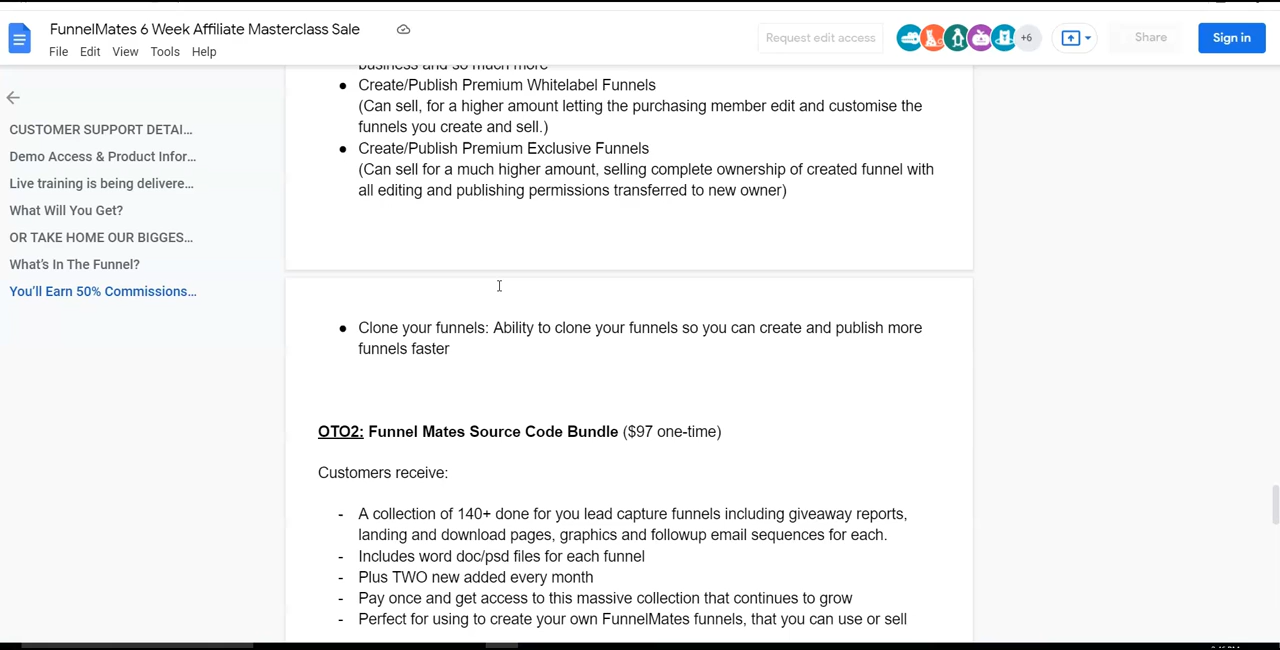 FunnelMates 6 Week Affiliate Masterclass Sale
File Edit View Tools Help
Request edit access
+6
Share
Sign in
CUSTOMER SUPPORT DETAI...
Demo Access & Product Infor...
Live training is being delivere...
What Will You Get?
OR TAKE HOME OUR BIGGES...
What's In The Funnel?
You'll Earn 50% Commissions...
business and so much more
● Create/Publish Premium Whitelabel Funnels
(Can sell, for a higher amount letting the purchasing member edit and customise the
funnels you create and sell.)
● Create/Publish Premium Exclusive Funnels
(Can sell for a much higher amount, selling complete ownership of created funnel with
all editing and publishing permissions transferred to new owner)
● Clone your funnels: Ability to clone your funnels so you can create and publish more
funnels faster
OTO2: Funnel Mates Source Code Bundle ($97 one-time)
Customers receive:
- A collection of 140+ done for you lead capture funnels including giveaway reports,
landing and download pages, graphics and followup email sequences for each.
- Includes word doc/psd files for each funnel
- Plus TWO new added every month
- Pay once and get access to this massive collection that continues to grow
- Perfect for using to create your own FunnelMates funnels, that you can use or sell